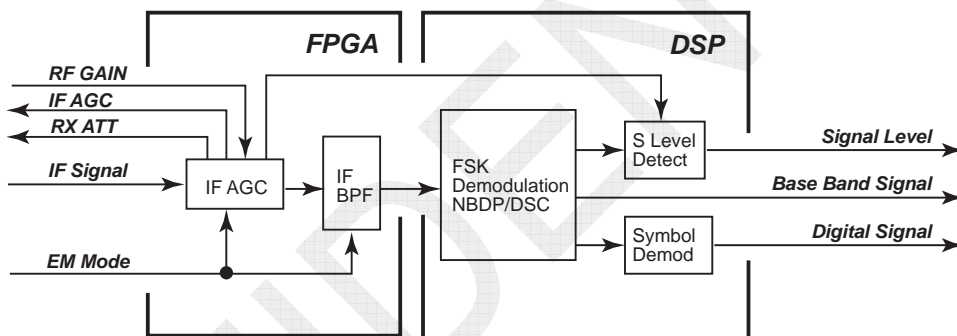 FPGA
DSP
RF GAIN
IF AGC
RX ATT
IF Signal
EM Mode
IF AGC
IF
BPF
FSK
Demodulation
NBDP/DSC
S Level
Detect
Symbol
Demod
Signal Level
Base Band Signal
Digital Signal